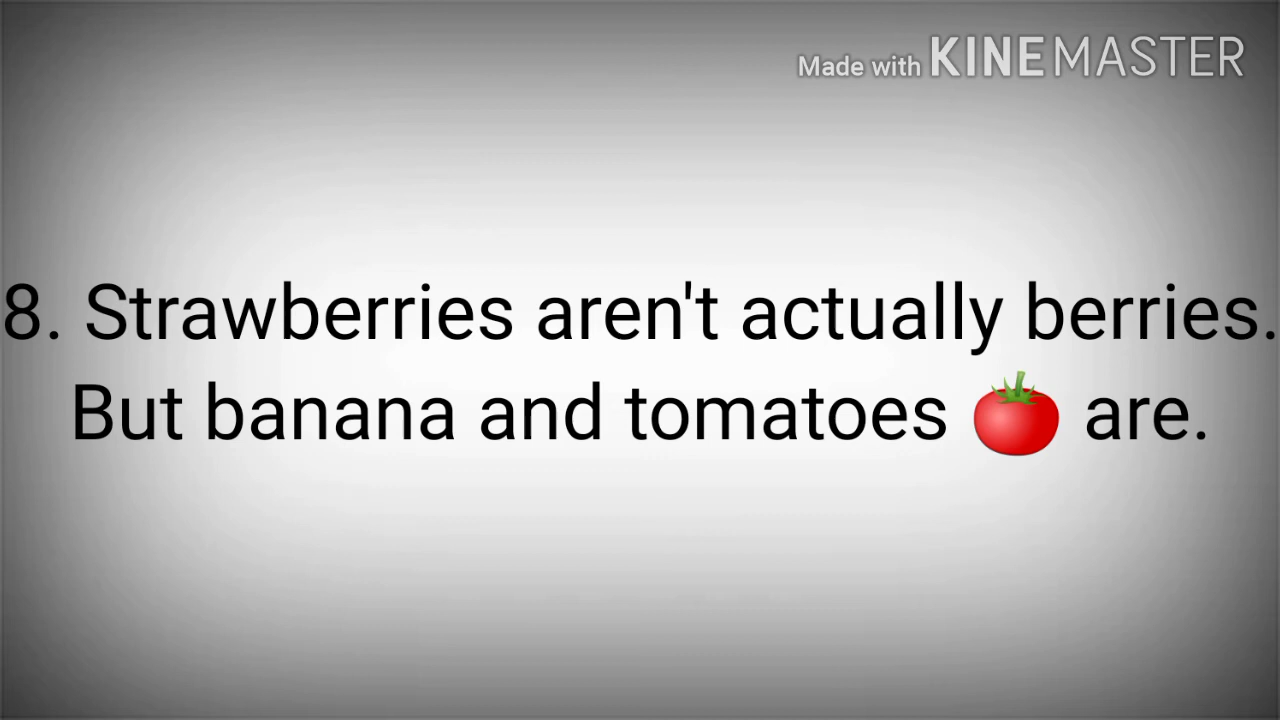 Made with KINEMASTER
8. Strawberries aren't actually berries.
But banana and tomatoes 🍅 are.